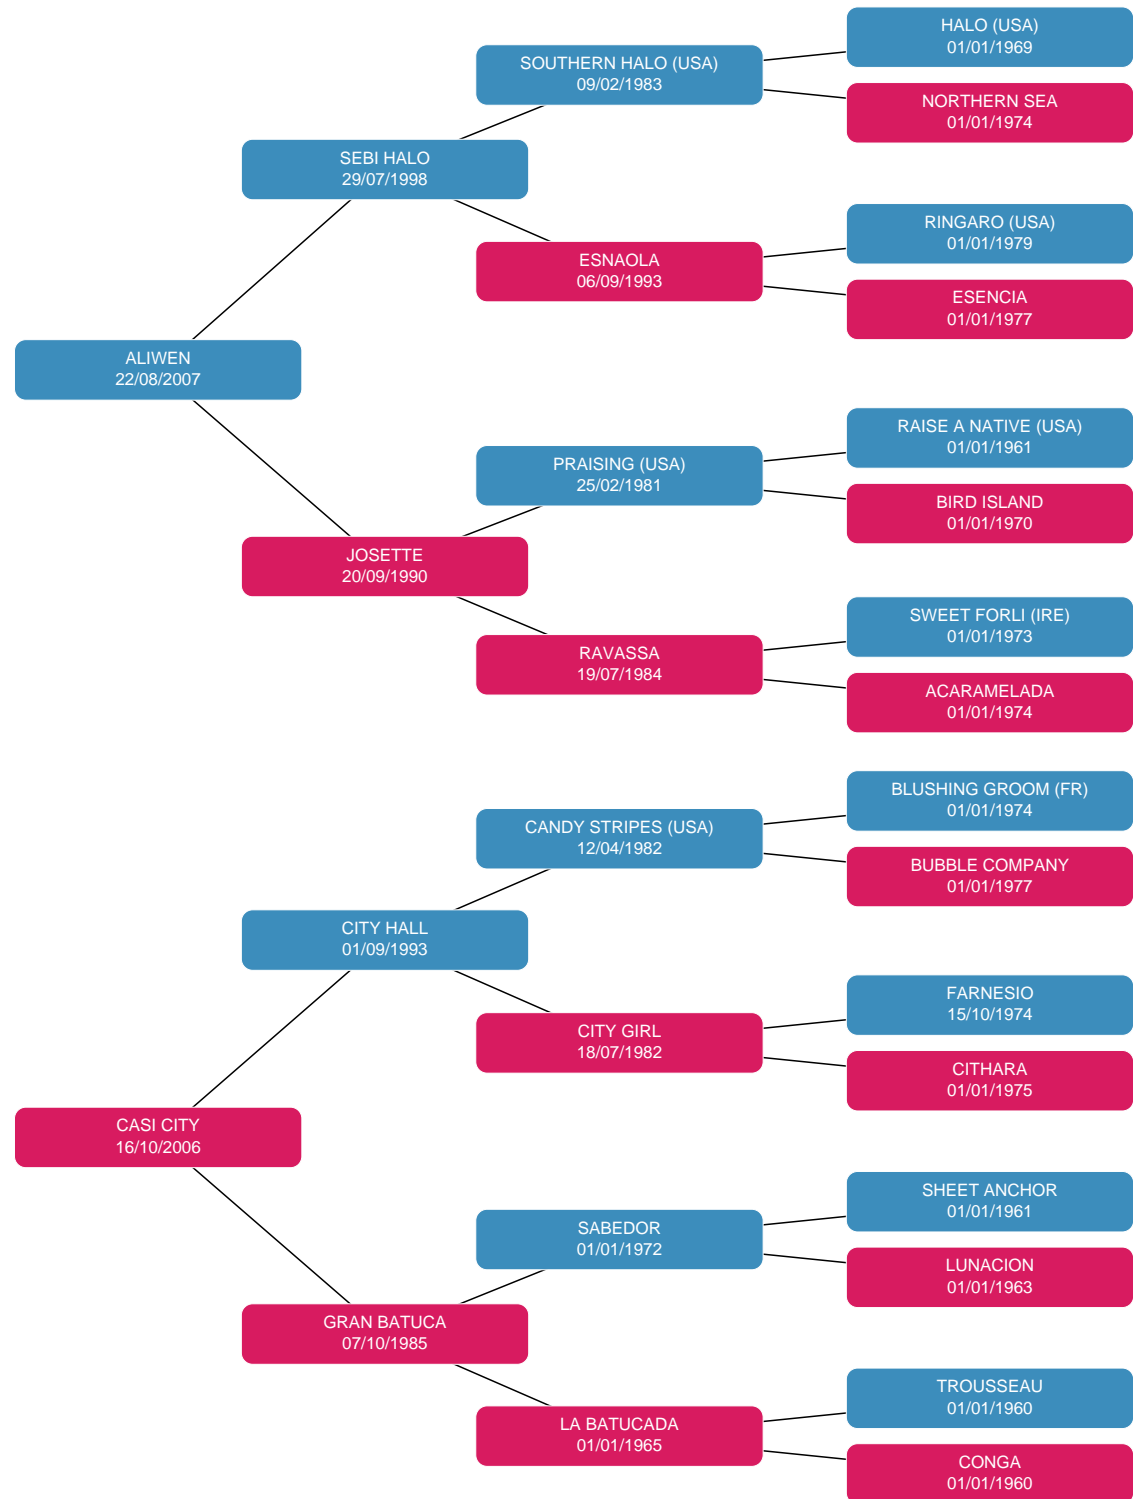 HALO (USA)
01/01/1969
SOUTHERN HALO (USA)
09/02/1983
NORTHERN SEA
01/01/1974
SEBI HALO
29/07/1998
RINGARO (USA)
01/01/1979
ESNAOLA
06/09/1993
ESENCIA
01/01/1977
ALIWEN
22/08/2007
RAISE A NATIVE (USA)
01/01/1961
PRAISING (USA)
25/02/1981
BIRD ISLAND
01/01/1970
JOSETTE
20/09/1990
SWEET FORLI (IRE)
01/01/1973
RAVASSA
19/07/1984
ACARAMELADA
01/01/1974
BLUSHING GROOM (FR)
01/01/1974
CANDY STRIPES (USA)
12/04/1982
BUBBLE COMPANY
01/01/1977
CITY HALL
01/09/1993
FARNESIO
15/10/1974
CITY GIRL
18/07/1982
CITHARA
01/01/1975
CASI CITY
16/10/2006
SHEET ANCHOR
01/01/1961
SABEDOR
01/01/1972
LUNACION
01/01/1963
GRAN BATUCA
07/10/1985
TROUSSEAU
01/01/1960
LA BATUCADA
01/01/1965
CONGA
01/01/1960